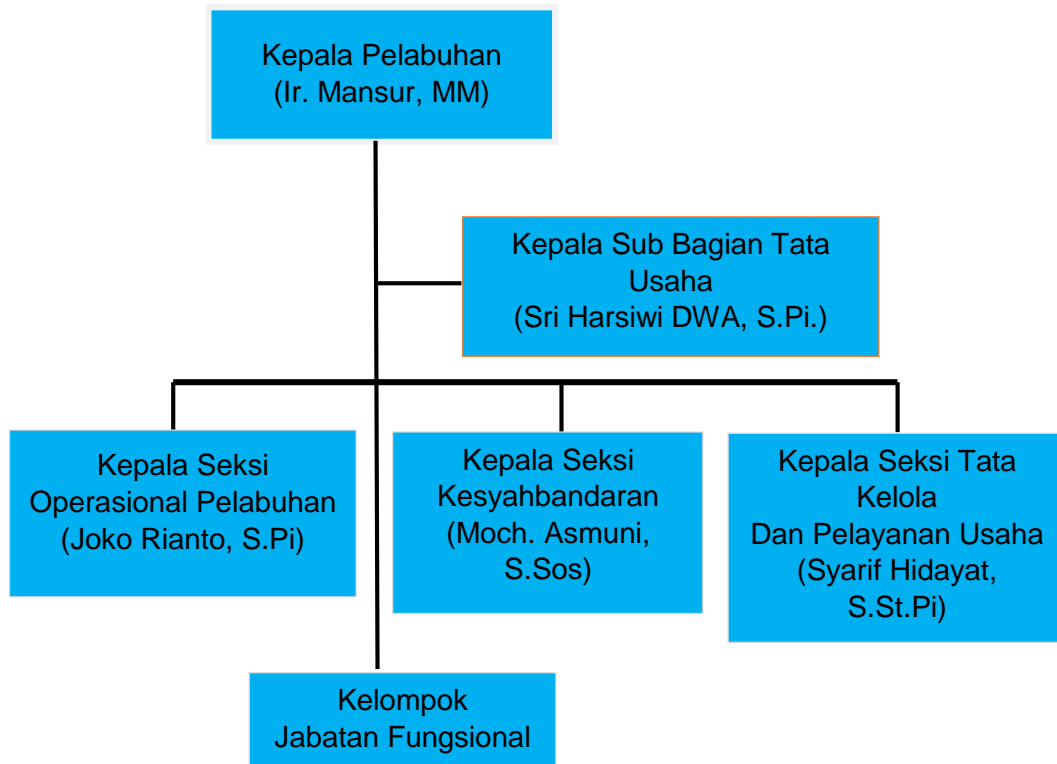 Kepala Pelabuhan
(Ir. Mansur, MM)
Kepala Sub Bagian Tata
Usaha
(Sri Harsiwi DWA, S.Pi.)
Kepala Seksi
Operasional Pelabuhan
(Joko Rianto, S.Pi)
Kepala Seksi
Kesyahbandaran
(Moch. Asmuni,
S.Sos)
Kepala Seksi Tata
Kelola
Dan Pelayanan Usaha
(Syarif Hidayat,
S.St.Pi)
Kelompok
Jabatan Fungsional